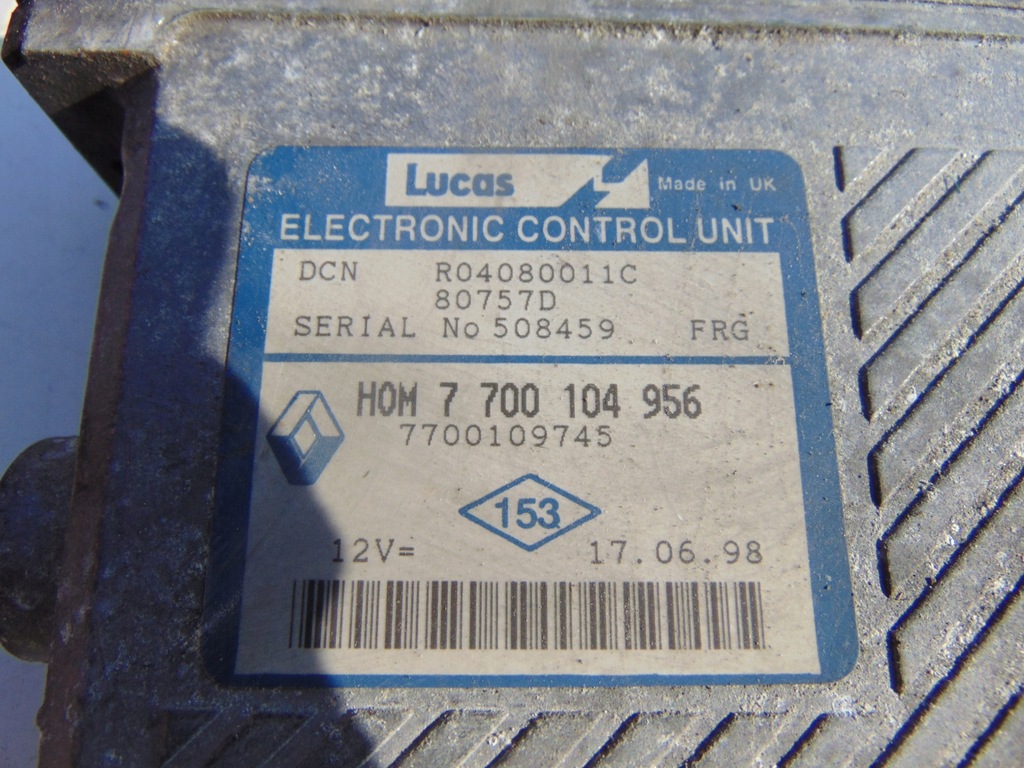 Lucas Made in UK
ELECTRONIC CONTROL UNIT
DCN R04080011C
80757D
SERIAL No 508459 FRG
HOM 7 700 104 956
7700109745
153
12V= 17.06.98